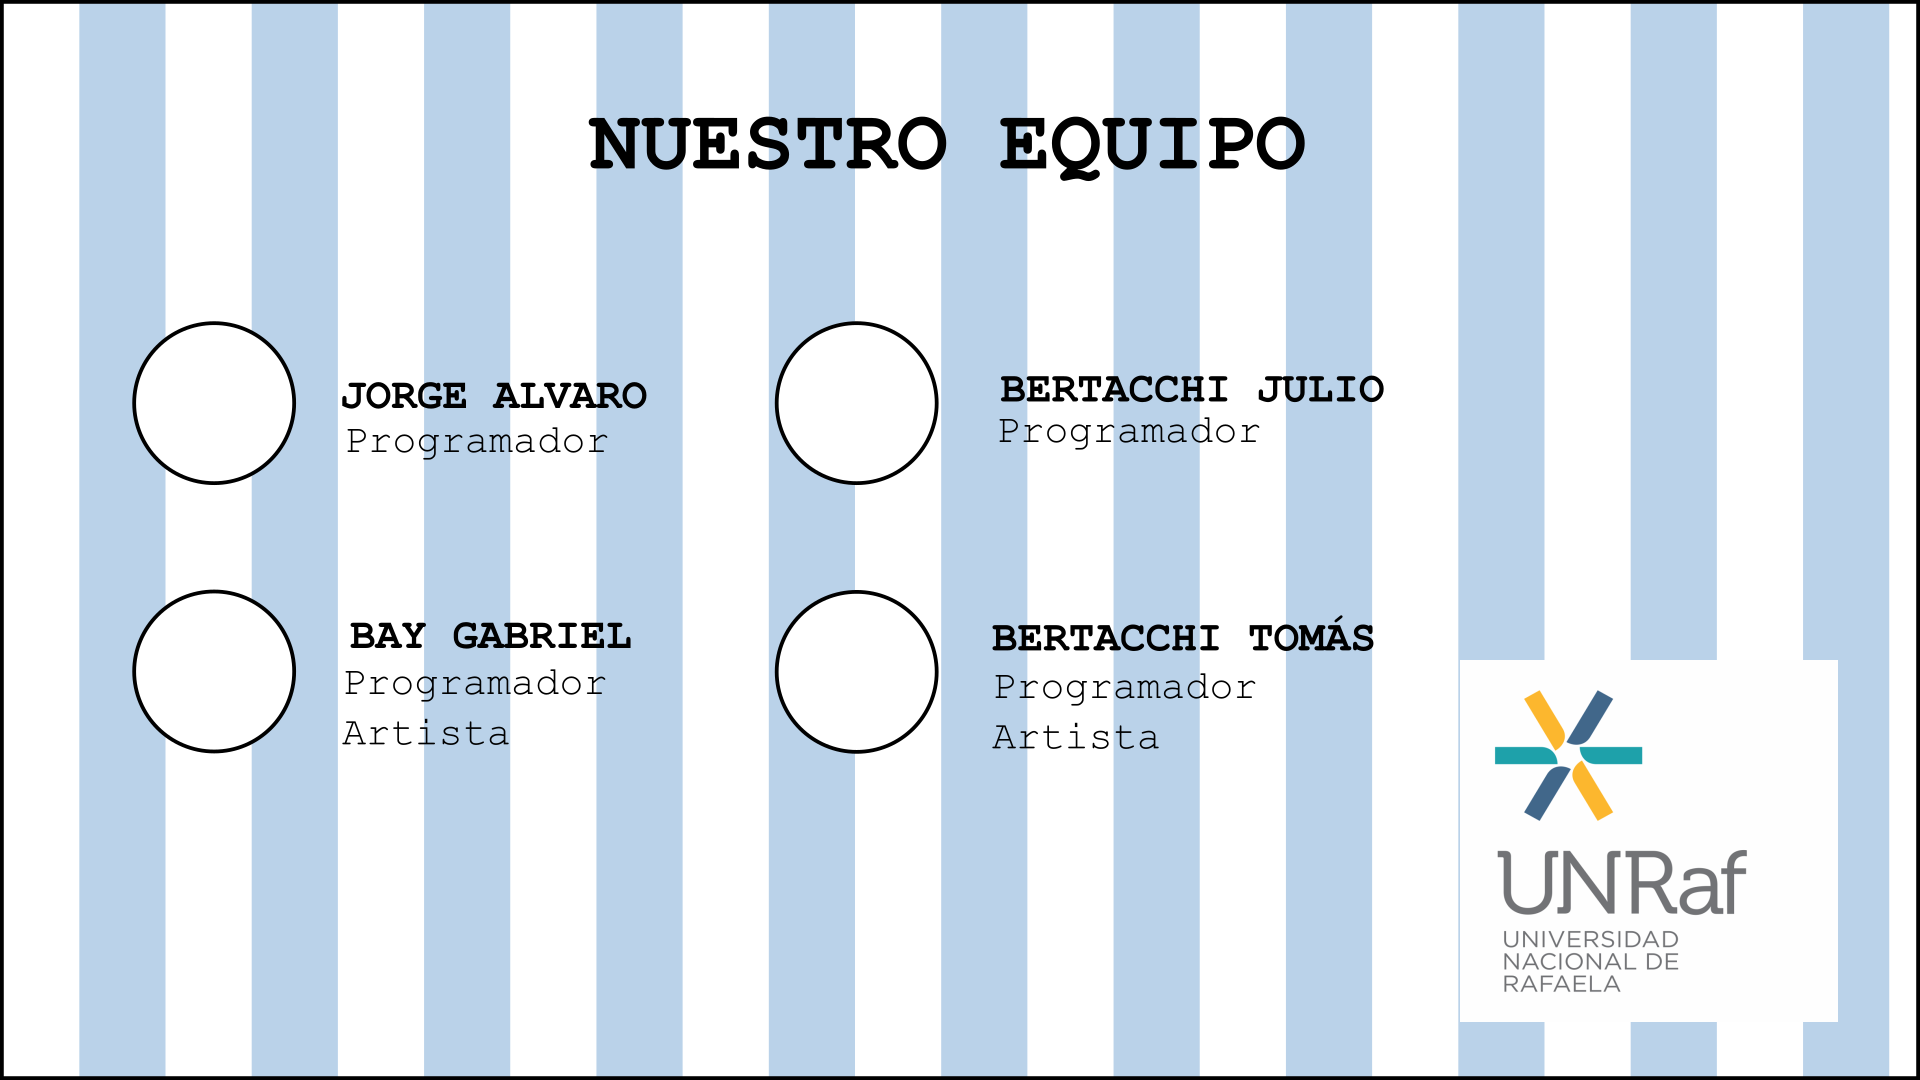 NUESTRO EQUIPO
JORGE ALVARO
Programador
BERTACCHI JULIO
Programador
BAY GABRIEL
Programador
Artista
BERTACCHI TOMÁS
Programador
Artista
UNRaf
UNIVERSIDAD
NACIONAL DE
RAFAELA